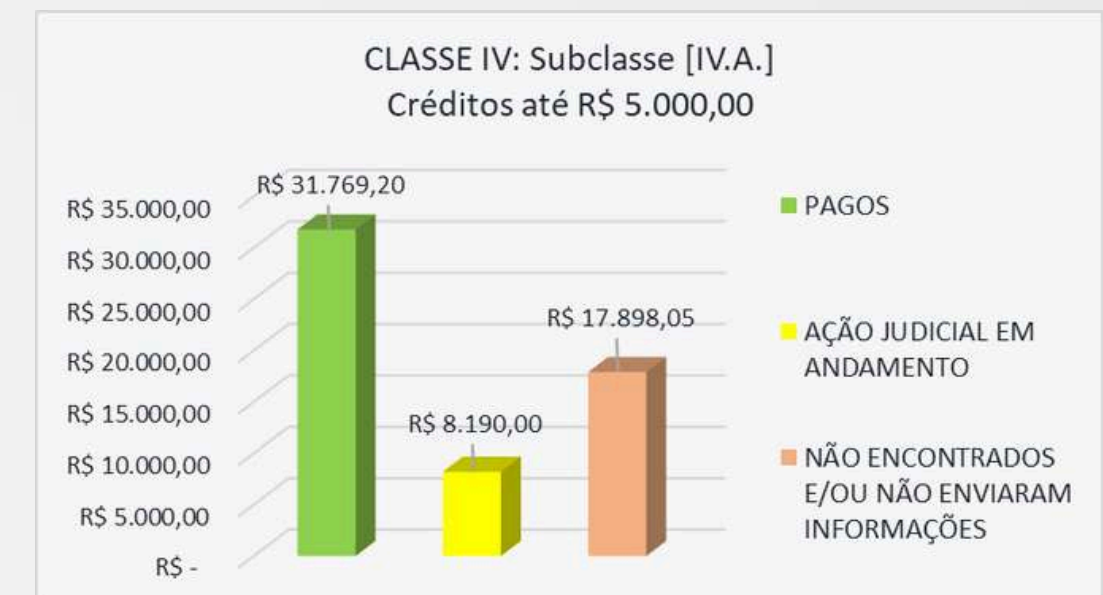 CLASSE IV: Subclasse [IV.A.]
Créditos até R$ 5.000,00
R$ 35.000,00
R$ 30.000,00
R$ 25.000,00
R$ 20.000,00
R$ 15.000,00
R$ 10.000,00
R$ 5.000,00
R$ -
R$ 31.769,20
R$ 8.190,00
R$ 17.898,05
PAGOS
AÇÃO JUDICIAL EM
ANDAMENTO
NÃO ENCONTRADOS
E/OU NÃO ENVIARAM
INFORMAÇÕES